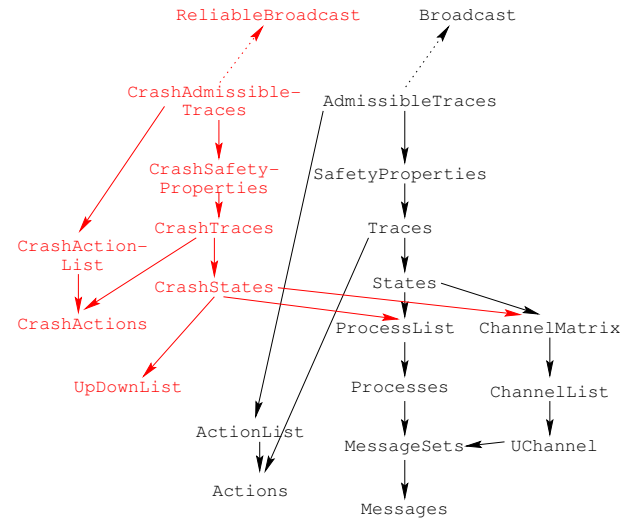 ReliableBroadcast
Broadcast
CrashAdmissible-
Traces
AdmissibleTraces
CrashSafety-
Properties
SafetyProperties
CrashTraces
Traces
CrashAction-
List
CrashStates
States
CrashActions
ProcessList
ChannelMatrix
UpDownList
Processes
ChannelList
ActionList
MessageSets
UChannel
Actions
Messages